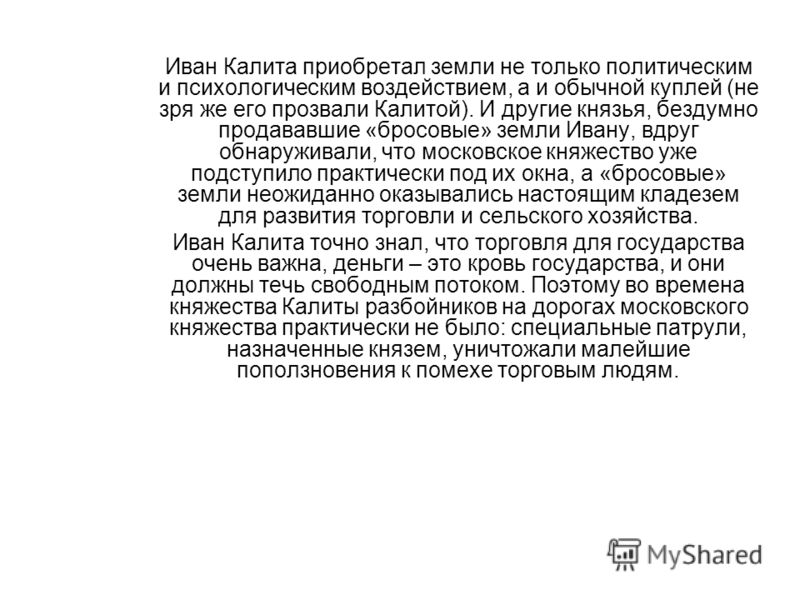 Иван Калита приобретал земли не только политическим
и психологическим воздействием, а и обычной куплей (не
зря же его прозвали Калитой). И другие князья, бездумно
продававшие «бросовые» земли Ивану, вдруг
обнаруживали, что московское княжество уже
подступило практически под их окна, а «бросовые»
земли неожиданно оказывались настоящим кладезем
для развития торговли и сельского хозяйства.
Иван Калита точно знал, что торговля для государства
очень важна, деньги – это кровь государства, и они
должны течь свободным потоком. Поэтому во времена
княжества Калиты разбойников на дорогах московского
княжества практически не было: специальные патрули,
назначенные князем, уничтожали малейшие
поползновения к помехе торговым людям.
MyShared